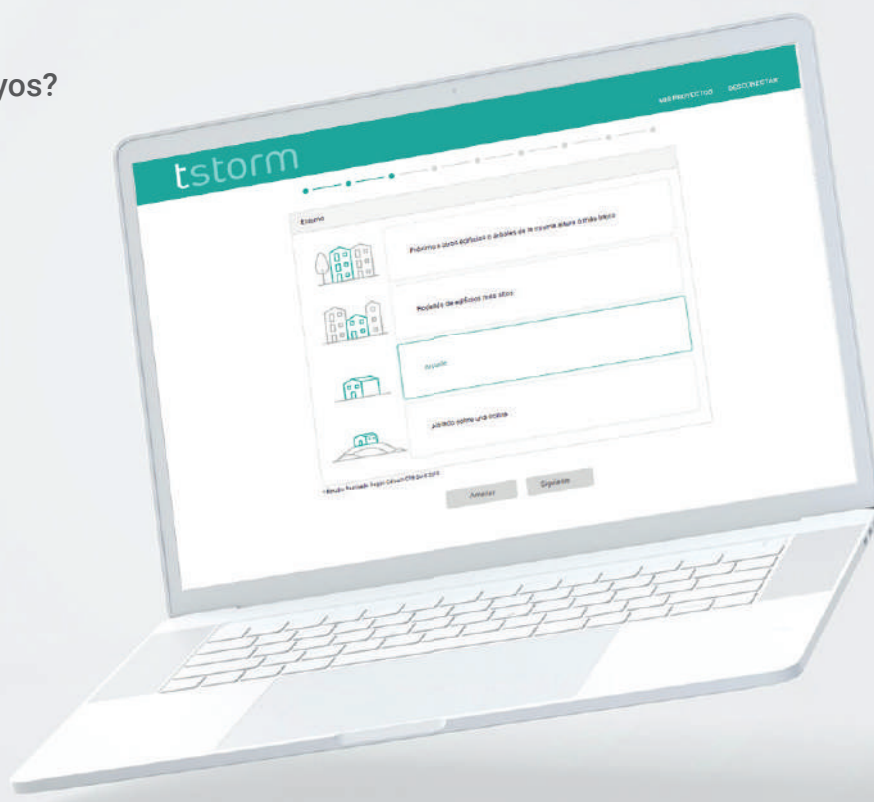 yos?
tstorm
MIS PROYECTOS DESCONECTAR
Entorno
Próximo a otros edificios o árboles de la misma altura o más bajos
Rodeado de edificios más altos
Aislado
Aislado sobre una colina
Anterior Siguiente